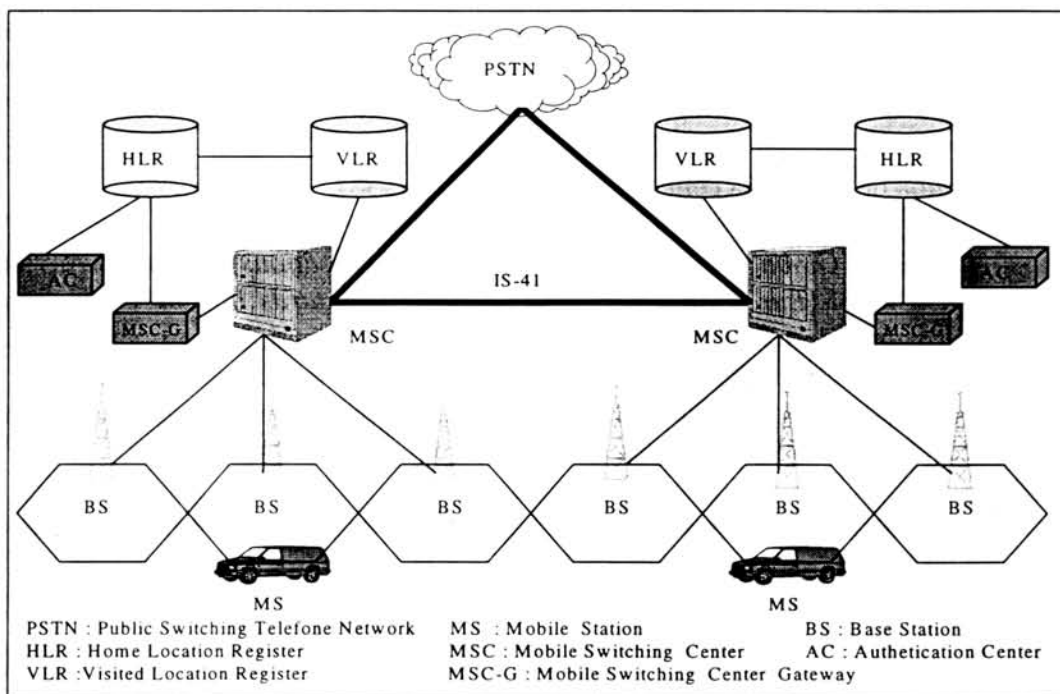 PSTN
HLR
VLR
VLR
HLR
AC
AC
MSC-G
MSC-G
IS-41
MSC
MSC
BS
BS
BS
BS
BS
BS
MS
MS
PSTN : Public Switching Telefone Network
MS : Mobile Station
BS : Base Station
HLR : Home Location Register
MSC : Mobile Switching Center
AC : Authetication Center
VLR : Visited Location Register
MSC-G : Mobile Switching Center Gateway